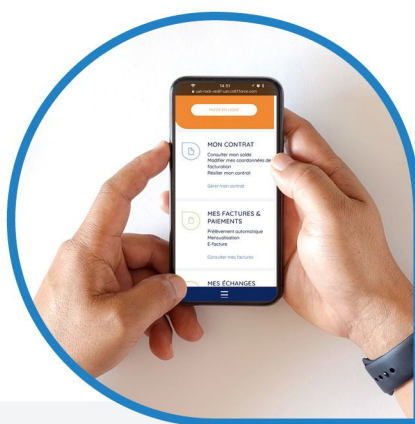 14:51
PAYER EN LIGNE
MON CONTRAT
Consulter mon solde
Modifier mes coordonnées de
facturation
Résilier mon contrat
Gérer mon contrat
MES FACTURES &
PAIEMENTS
Prélèvement automatique
Mensualisation
E-facture
Consulter mes factures
MES ÉCHANGES